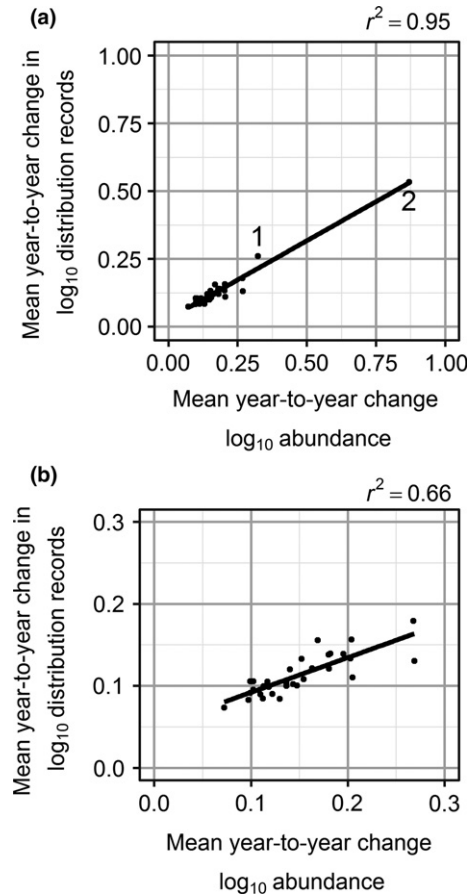 (a)
r² = 0.95
Mean year-to-year change in
log₁₀ distribution records
1.00
0.75
0.50
0.25
0.00
1
2
0.00 0.25 0.50 0.75 1.00
Mean year-to-year change
log₁₀ abundance
(b)
r² = 0.66
Mean year-to-year change in
log₁₀ distribution records
0.3
0.2
0.1
0.0
0.0 0.1 0.2 0.3
Mean year-to-year change
log₁₀ abundance